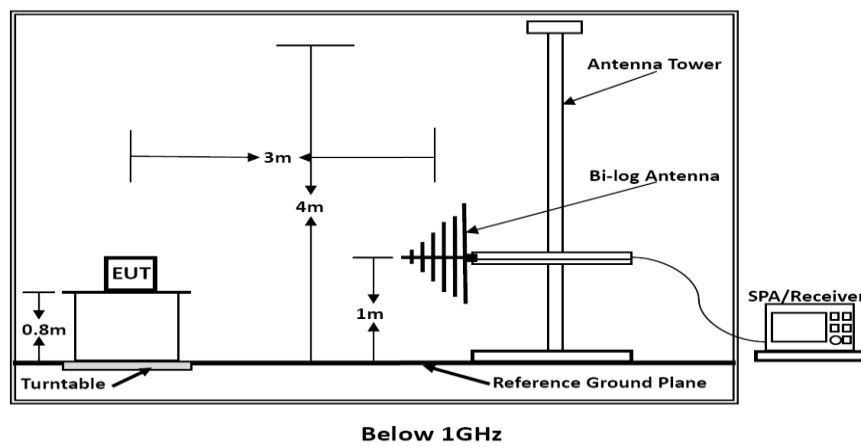 Antenna Tower
3m
Bi-log Antenna
4m
EUT
SPA/Receiver
0.8m
1m
Turntable
Reference Ground Plane
Below 1GHz